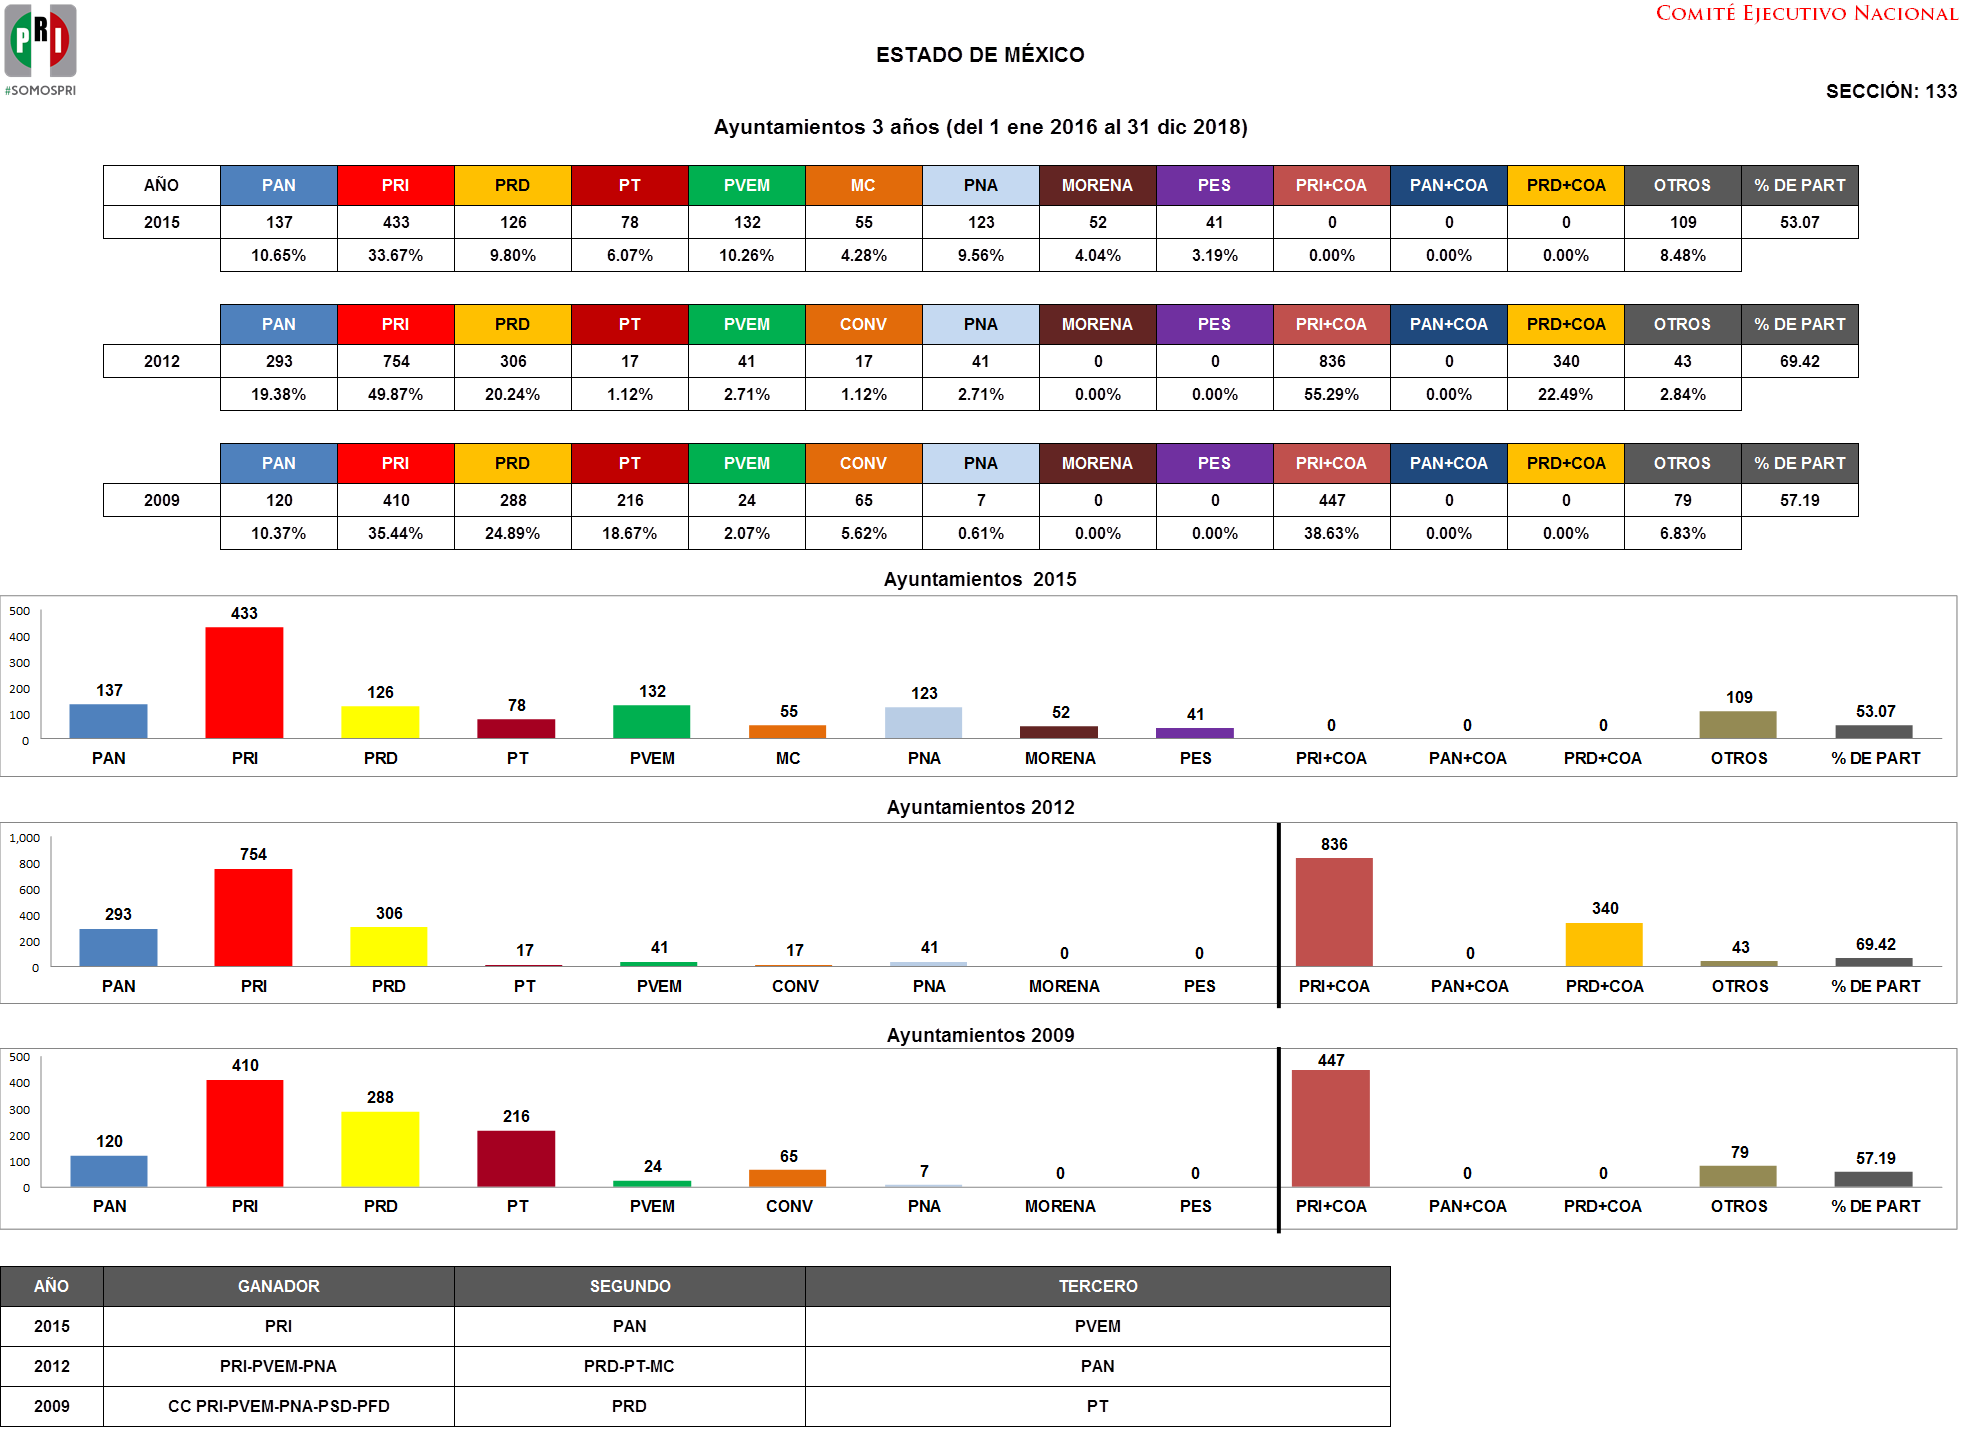 PRI
#SOMOSPRI
COMITÉ EJECUTIVO NACIONAL
ESTADO DE MÉXICO
SECCIÓN: 133
Ayuntamientos 3 años (del 1 ene 2016 al 31 dic 2018)
AÑO PAN PRI PRD PT PVEM MC PNA MORENA PES PRI+COA PAN+COA PRD+COA OTROS % DE PART
2015 137 433 126 78 132 55 123 52 41 0 0 0 109 53.07
10.65% 33.67% 9.80% 6.07% 10.26% 4.28% 9.56% 4.04% 3.19% 0.00% 0.00% 0.00% 8.48%
PAN PRI PRD PT PVEM CONV PNA MORENA PES PRI+COA PAN+COA PRD+COA OTROS % DE PART
2012 293 754 306 17 41 17 41 0 0 836 0 340 43 69.42
19.38% 49.87% 20.24% 1.12% 2.71% 1.12% 2.71% 0.00% 0.00% 55.29% 0.00% 22.49% 2.84%
PAN PRI PRD PT PVEM CONV PNA MORENA PES PRI+COA PAN+COA PRD+COA OTROS % DE PART
2009 120 410 288 216 24 65 7 0 0 447 0 0 79 57.19
10.37% 35.44% 24.89% 18.67% 2.07% 5.62% 0.61% 0.00% 0.00% 38.63% 0.00% 0.00% 6.83%
Ayuntamientos 2015
500
400
300
200
100
0
137 433 126 78 132 55 123 52 41 0 0 0 109 53.07
PAN PRI PRD PT PVEM MC PNA MORENA PES PRI+COA PAN+COA PRD+COA OTROS % DE PART
Ayuntamientos 2012
1,000
800
600
400
200
0
293 754 306 17 41 17 41 0 0 836 0 340 43 69.42
PAN PRI PRD PT PVEM CONV PNA MORENA PES PRI+COA PAN+COA PRD+COA OTROS % DE PART
Ayuntamientos 2009
500
400
300
200
100
0
120 410 288 216 24 65 7 0 0 447 0 0 79 57.19
PAN PRI PRD PT PVEM CONV PNA MORENA PES PRI+COA PAN+COA PRD+COA OTROS % DE PART
AÑO GANADOR SEGUNDO TERCERO
2015 PRI PAN PVEM
2012 PRI-PVEM-PNA PRD-PT-MC PAN
2009 CC PRI-PVEM-PNA-PSD-PFD PRD PT